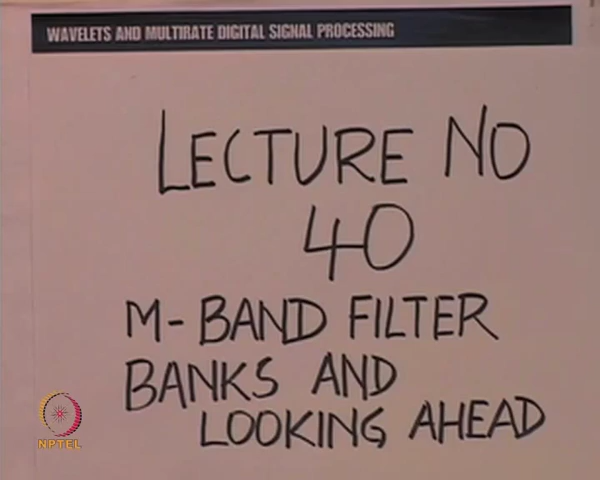 WAVELETS AND MULTIRATE DIGITAL SIGNAL PROCESSING
LECTURE NO
40
M-BAND FILTER
BANKS AND
LOOKING AHEAD
NPTEL